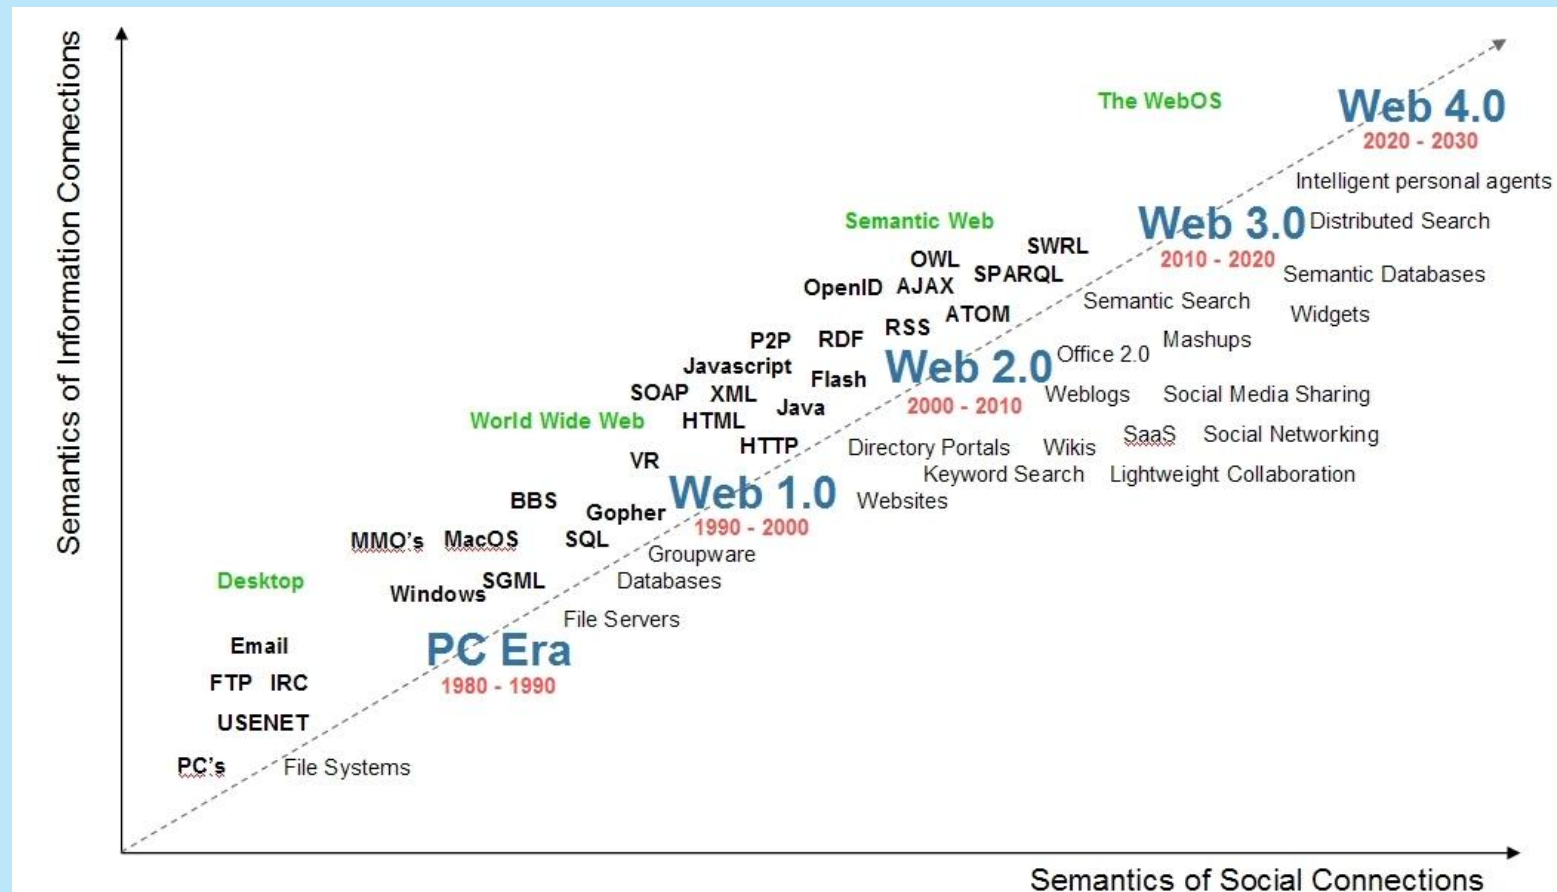 Semantics of Information Connections
The WebOS
Web 4.0
2020 - 2030
Intelligent personal agents
Semantic Web
Web 3.0
Distributed Search
SWRL
OWL
2010 - 2020
SPARQL
Semantic Databases
OpenID
AJAX
Semantic Search
ATOM
Widgets
RSS
P2P
RDF
Mashups
Office 2.0
Javascript
Web 2.0
Flash
SOAP
XML
Weblogs
Social Media Sharing
Java
2000 - 2010
World Wide Web
HTML
SaaS
Social Networking
HTTP
Directory Portals
Wikis
VR
Keyword Search
Lightweight Collaboration
Web 1.0
BBS
Websites
Gopher
1990 - 2000
MMO's
MacOS
SQL
Groupware
Desktop
SGML
Databases
Windows
File Servers
Email
PC Era
FTP
IRC
1980 - 1990
USENET
PC's
File Systems
Semantics of Social Connections